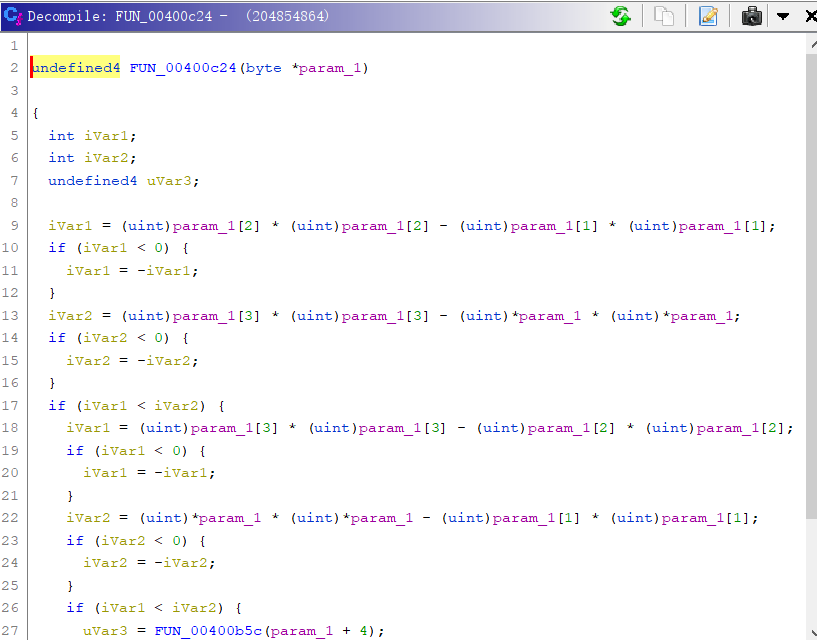 Decompile: FUN_00400c24 - (204854864)
1
2 undefined4 FUN_00400c24(byte *param_1)
3
4 {
5 int iVar1;
6 int iVar2;
7 undefined4 uVar3;
8
9 iVar1 = (uint)param_1[2] * (uint)param_1[2] - (uint)param_1[1] * (uint)param_1[1];
10 if (iVar1 < 0) {
11 iVar1 = -iVar1;
12 }
13 iVar2 = (uint)param_1[3] * (uint)param_1[3] - (uint)*param_1 * (uint)*param_1;
14 if (iVar2 < 0) {
15 iVar2 = -iVar2;
16 }
17 if (iVar1 < iVar2) {
18 iVar1 = (uint)param_1[3] * (uint)param_1[3] - (uint)param_1[2] * (uint)param_1[2];
19 if (iVar1 < 0) {
20 iVar1 = -iVar1;
21 }
22 iVar2 = (uint)*param_1 * (uint)*param_1 - (uint)param_1[1] * (uint)param_1[1];
23 if (iVar2 < 0) {
24 iVar2 = -iVar2;
25 }
26 if (iVar1 < iVar2) {
27 uVar3 = FUN_00400b5c(param_1 + 4);